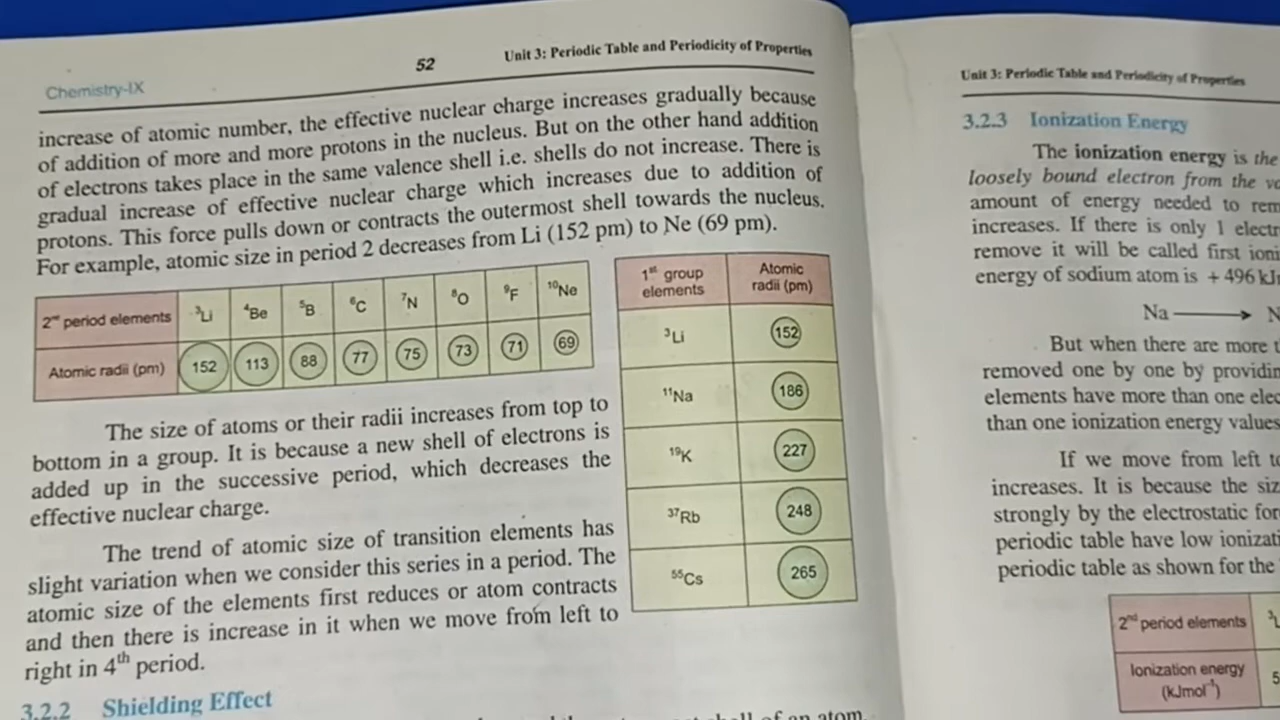 Chemistry-IX
52
Unit 3: Periodic Table and Periodicity of Properties
increase of atomic number, the effective nuclear charge increases gradually because
of addition of more and more protons in the nucleus. But on the other hand addition
of electrons takes place in the same valence shell i.e. shells do not increase. There is
gradual increase of effective nuclear charge which increases due to addition of
protons. This force pulls down or contracts the outermost shell towards the nucleus.
For example, atomic size in period 2 decreases from Li (152 pm) to Ne (69 pm).
2ⁿᵈ period elements ³Li ⁴Be ⁵B ⁶C ⁷N ⁸O ⁹F ¹⁰Ne
Atomic radii (pm) 152 113 88 77 75 73 71 69
The size of atoms or their radii increases from top to
bottom in a group. It is because a new shell of electrons is
added up in the successive period, which decreases the
effective nuclear charge.
The trend of atomic size of transition elements has
slight variation when we consider this series in a period. The
atomic size of the elements first reduces or atom contracts
and then there is increase in it when we move from left to
right in 4ᵗʰ period.
3.2.2 Shielding Effect
1ˢᵗ group
elements
Atomic
radii (pm)
³Li 152
¹¹Na 186
¹⁹K 227
³⁷Rb 248
⁵⁵Cs 265
shell of an atom
Unit 3: Periodic Table and Periodicity of Properties
3.2.3 Ionization Energy
The ionization energy is the
loosely bound electron from the
amount of energy needed to
increases. If there is only 1
remove it will be called first
energy of sodium atom is + 496
Na ⟶
But when there are more
removed one by one by
elements have more than one
than one ionization energy values
If we move from left
increases. It is because the
strongly by the electrostatic
periodic table have low
periodic table as shown for the
2ⁿᵈ period elements
Ionization energy
(kJmol⁻¹)